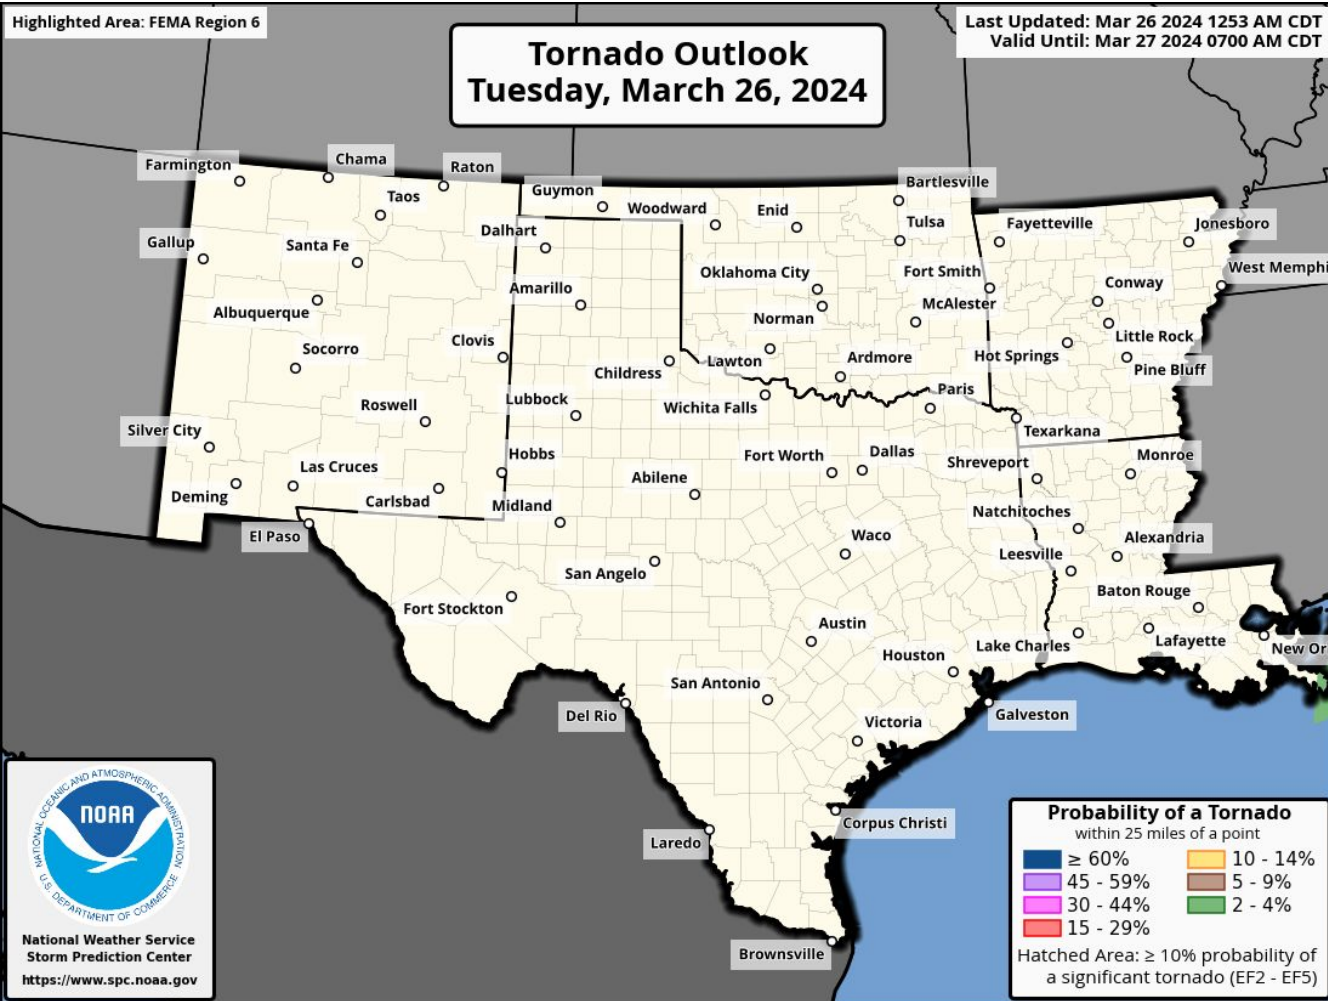 Highlighted Area: FEMA Region 6
Last Updated: Mar 26 2024 1253 AM CDT
Valid Until: Mar 27 2024 0700 AM CDT
Tornado Outlook
Tuesday, March 26, 2024
Farmington
Chama
Raton
Taos
Guymon
Woodward
Enid
Bartlesville
Tulsa
Fayetteville
Jonesboro
Gallup
Santa Fe
Dalhart
Oklahoma City
Fort Smith
West Memphi
Amarillo
Conway
Albuquerque
Norman
McAlester
Little Rock
Socorro
Clovis
Childress
Lawton
Ardmore
Hot Springs
Pine Bluff
Roswell
Lubbock
Wichita Falls
Paris
Texarkana
Silver City
Las Cruces
Hobbs
Abilene
Fort Worth
Dallas
Shreveport
Monroe
Deming
Carlsbad
Midland
Natchitoches
El Paso
Waco
Leesville
Alexandria
San Angelo
Baton Rouge
Fort Stockton
Austin
Houston
Lake Charles
Lafayette
New Or
San Antonio
Del Rio
Victoria
Galveston
Corpus Christi
Laredo
Brownsville
NATIONAL OCEANIC AND ATMOSPHERIC ADMINISTRATION
NOAA
U.S. DEPARTMENT OF COMMERCE
National Weather Service
Storm Prediction Center
https://www.spc.noaa.gov
Probability of a Tornado
within 25 miles of a point
≥ 60%
45 - 59%
30 - 44%
15 - 29%
10 - 14%
5 - 9%
2 - 4%
Hatched Area: ≥ 10% probability of
a significant tornado (EF2 - EF5)